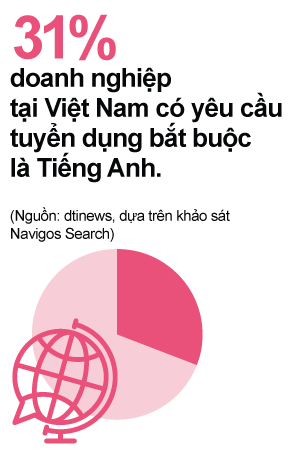 31%
doanh nghiệp
tại Việt Nam có yêu cầu
tuyển dụng bắt buộc
là Tiếng Anh.
(Nguồn: dtinews, dựa trên khảo sát
Navigos Search)